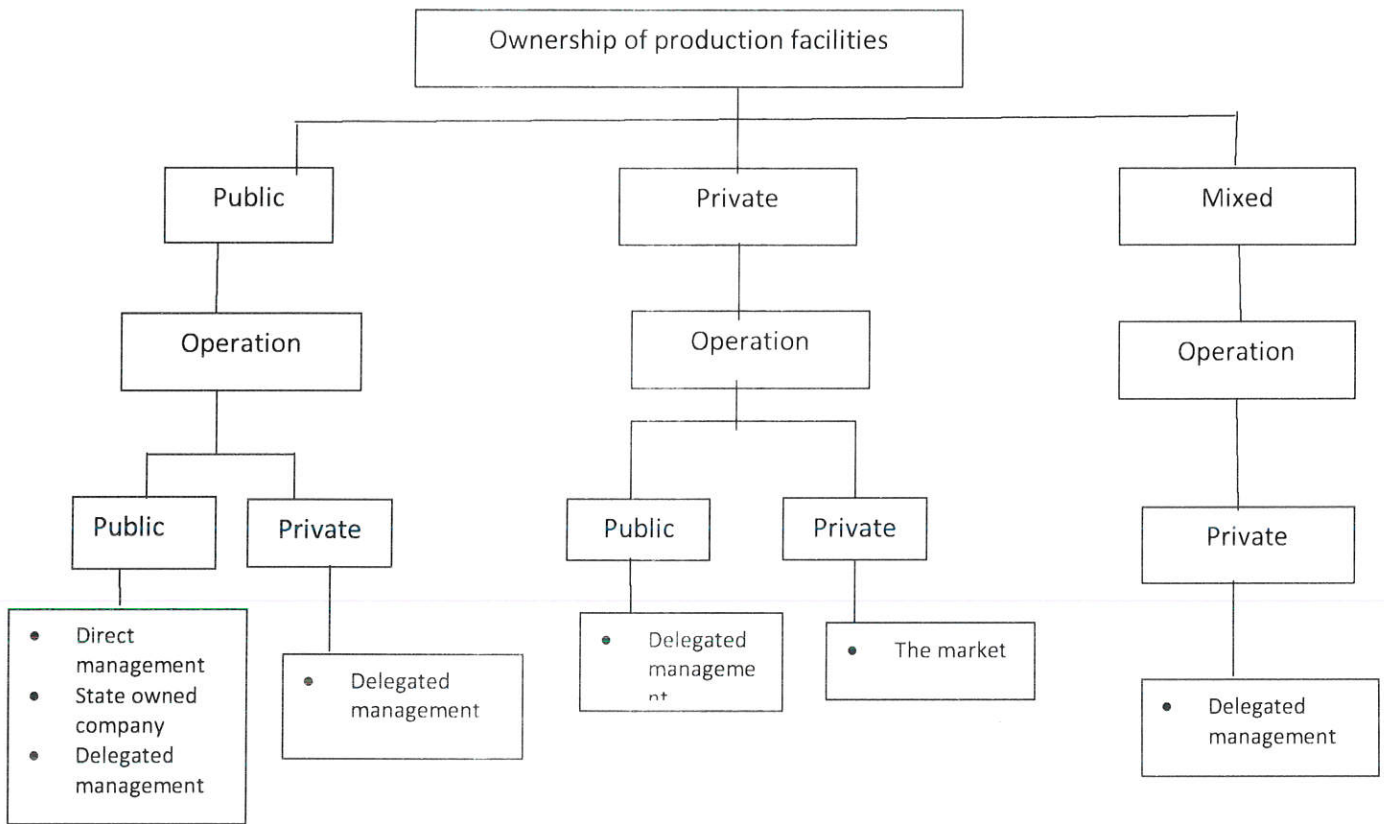 Ownership of production facilities
Public
Private
Mixed
Operation
Operation
Operation
Public
Private
Public
Private
Private
• Direct
management
• State owned
company
• Delegated
management
• Delegated
management
• Delegated
manageme
nt
• The market
• Delegated
management